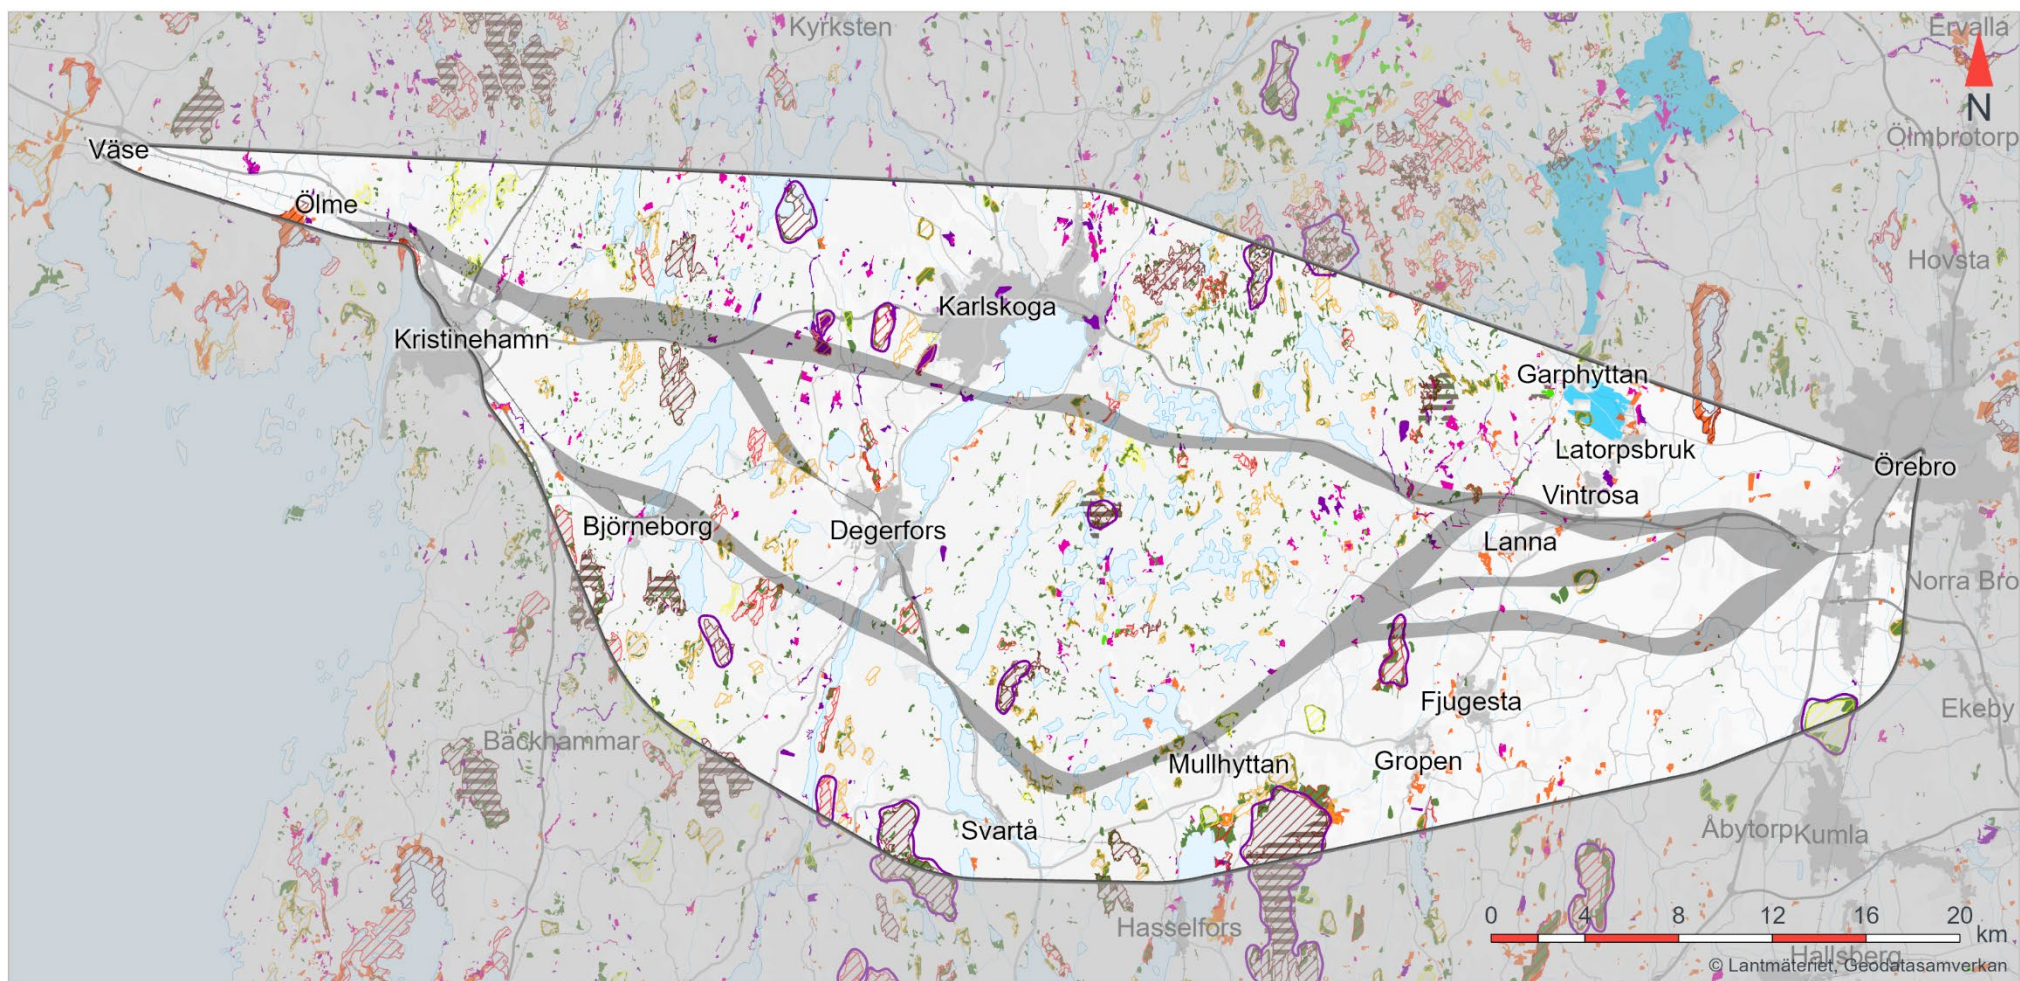 Kyrksten
Ervalla
N
Ölmbrotorp
Väse
Ölme
Hovsta
Karlskoga
Kristinehamn
Garphyttan
Latorpsbruk
Örebro
Vintrosa
Björneborg
Degerfors
Lanna
Norra Bro
Fjugesta
Ekeby
Bäckhammar
Mullhyttan
Gropen
Svartå
Åbytorp
Kumla
Hasselfors
0 4 8 12 16 20
km
Hallsberg
© Lantmäteriet, Geodatasamverkan